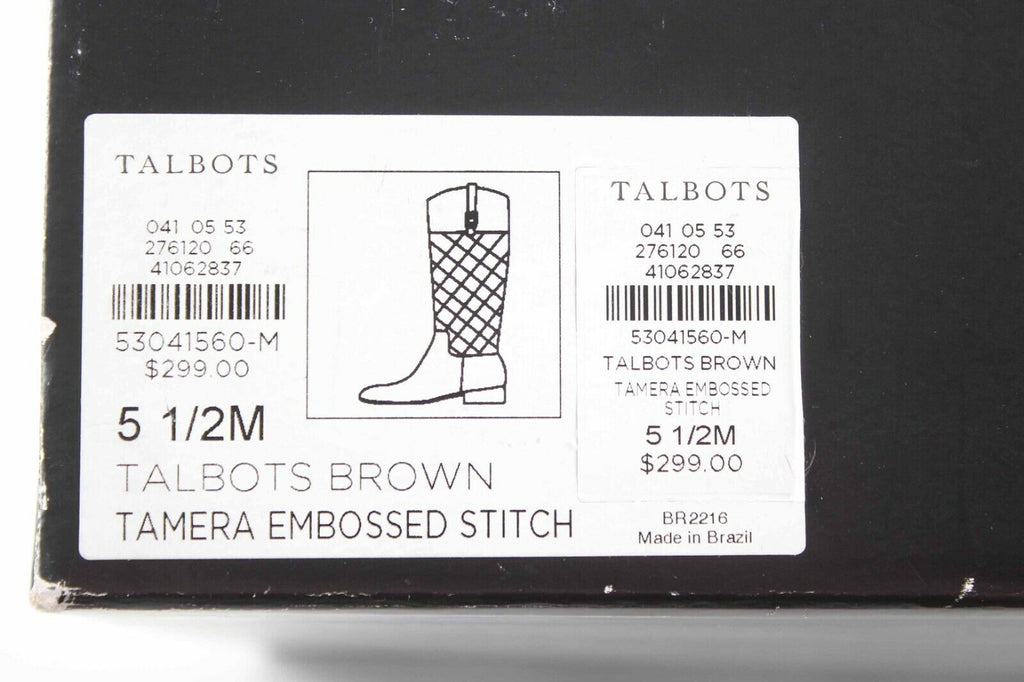 TALBOTS
041 05 53
276120 66
41062837
53041560-M
$299.00
5 1/2M
TALBOTS BROWN
TAMERA EMBOSSED STITCH
TALBOTS
041 05 53
276120 66
41062837
53041560-M
TALBOTS BROWN
TAMERA EMBOSSED
STITCH
5 1/2M
$299.00
BR2216
Made in Brazil